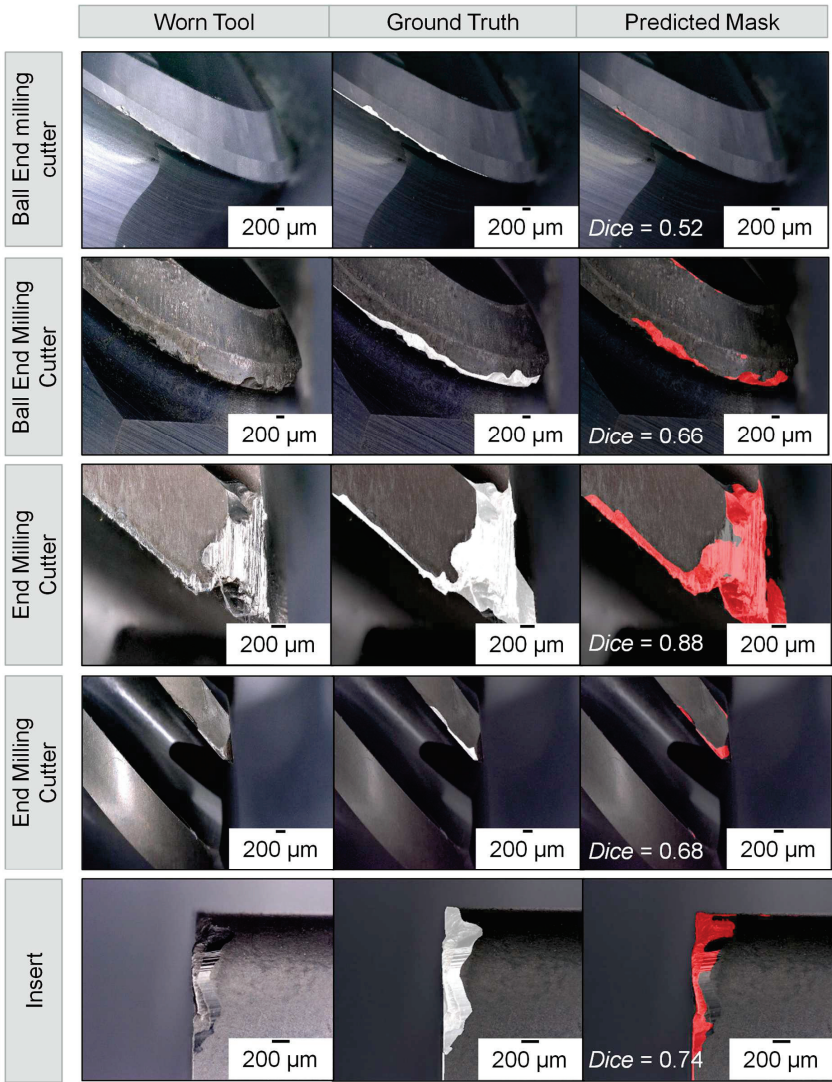 Worn Tool
Ground Truth
Predicted Mask
Ball End milling
cutter
200 µm
200 µm
Dice = 0.52
200 µm
Ball End Milling
Cutter
200 µm
200 µm
Dice = 0.66
200 µm
End Milling
Cutter
200 µm
200 µm
Dice = 0.88
200 µm
End Milling
Cutter
200 µm
200 µm
Dice = 0.68
200 µm
Insert
200 µm
200 µm
Dice = 0.74
200 µm